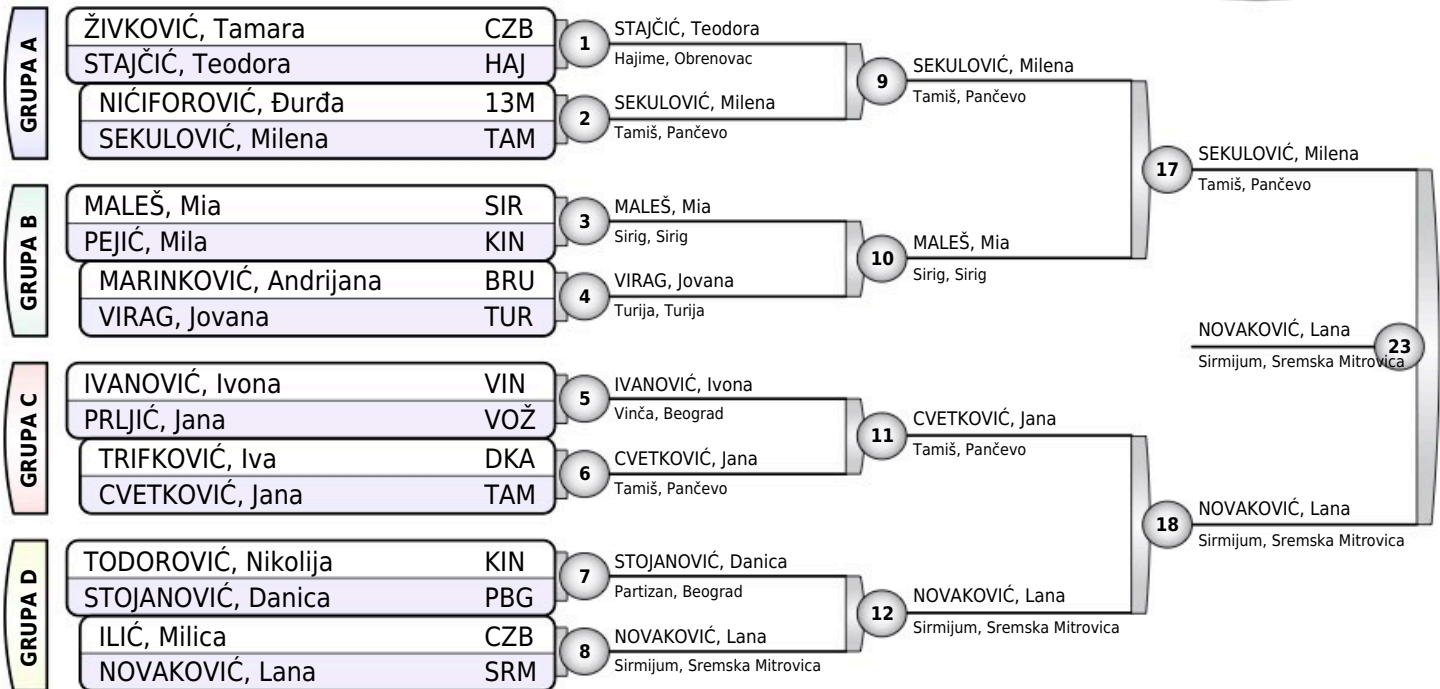 GRUPA A
ŽIVKOVIĆ, Tamara CZB
STAJČIĆ, Teodora HAJ
NIĆIFOROVIĆ, Đurđa 13M
SEKULOVIĆ, Milena TAM
1
STAJČIĆ, Teodora
Hajime, Obrenovac
2
SEKULOVIĆ, Milena
Tamiš, Pančevo
9
SEKULOVIĆ, Milena
Tamiš, Pančevo
GRUPA B
MALEŠ, Mia SIR
PEJIĆ, Mila KIN
MARINKOVIĆ, Andrijana BRU
VIRAG, Jovana TUR
3
MALEŠ, Mia
Sirig, Sirig
4
VIRAG, Jovana
Turija, Turija
10
MALEŠ, Mia
Sirig, Sirig
17
SEKULOVIĆ, Milena
Tamiš, Pančevo
GRUPA C
IVANOVIĆ, Ivona VIN
PRLJIĆ, Jana VOŽ
TRIFKOVIĆ, Iva DKA
CVETKOVIĆ, Jana TAM
5
IVANOVIĆ, Ivona
Vinča, Beograd
6
CVETKOVIĆ, Jana
Tamiš, Pančevo
11
CVETKOVIĆ, Jana
Tamiš, Pančevo
GRUPA D
TODOROVIĆ, Nikolija KIN
STOJANOVIĆ, Danica PBG
ILIĆ, Milica CZB
NOVAKOVIĆ, Lana SRM
7
STOJANOVIĆ, Danica
Partizan, Beograd
8
NOVAKOVIĆ, Lana
Sirmijum, Sremska Mitrovica
12
NOVAKOVIĆ, Lana
Sirmijum, Sremska Mitrovica
18
NOVAKOVIĆ, Lana
Sirmijum, Sremska Mitrovica
23
NOVAKOVIĆ, Lana
Sirmijum, Sremska Mitrovica